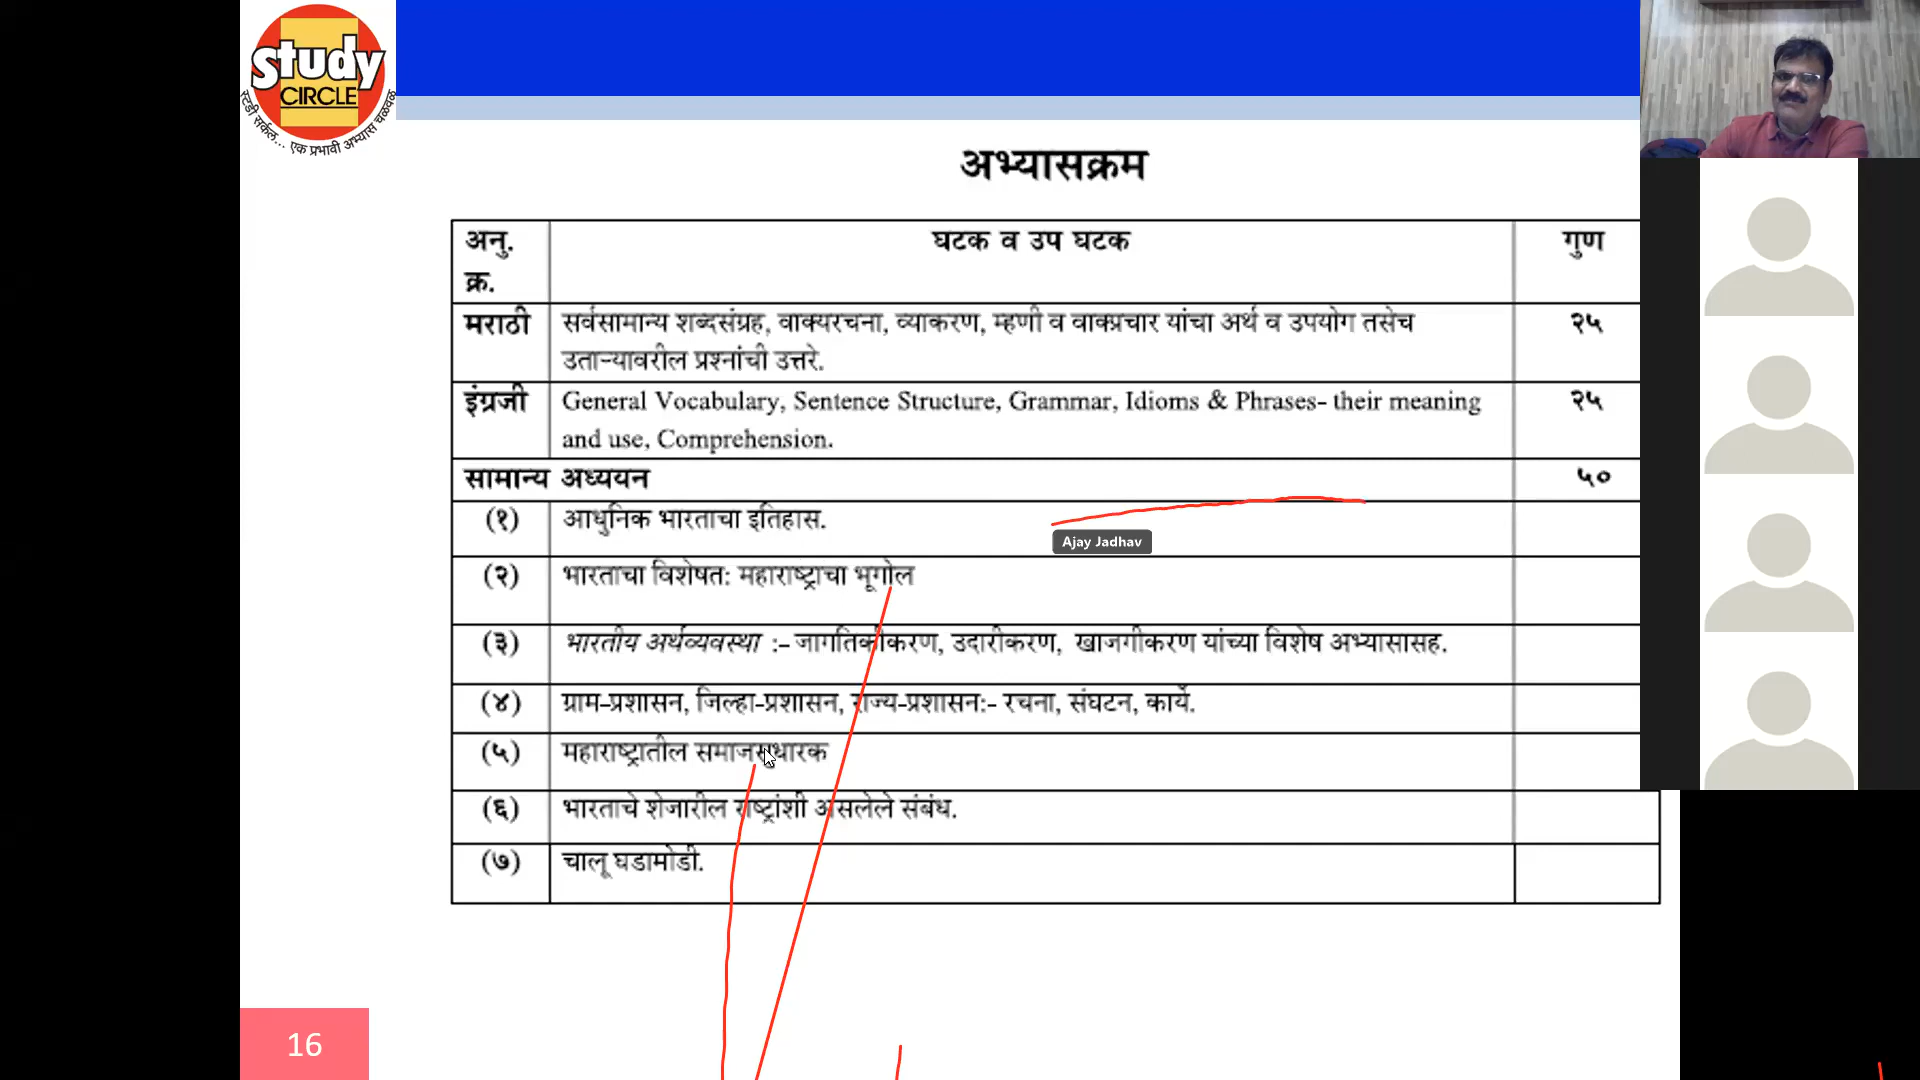 study
CIRCLE
स्टडी सर्कल... एक प्रभावी अभ्यास चळवळ
अभ्यासक्रम
अनु. क्र.
घटक व उप घटक
गुण
मराठी
सर्वसामान्य शब्दसंग्रह, वाक्यरचना, व्याकरण, म्हणी व वाक्प्रचार यांचा अर्थ व उपयोग तसेच
उताऱ्यावरील प्रश्नांची उत्तरे.
२५
इंग्रजी
General Vocabulary, Sentence Structure, Grammar, Idioms & Phrases- their meaning
and use, Comprehension.
२५
सामान्य अध्ययन
५०
(१) आधुनिक भारताचा इतिहास.
Ajay Jadhav
(२) भारताचा विशेषत: महाराष्ट्राचा भूगोल
(३) भारतीय अर्थव्यवस्था :- जागतिकीकरण, उदारीकरण, खाजगीकरण यांच्या विशेष अभ्यासासह.
(४) ग्राम-प्रशासन, जिल्हा-प्रशासन, राज्य-प्रशासन:- रचना, संघटन, कार्ये.
(५) महाराष्ट्रातील समाजसुधारक
(६) भारताचे शेजारील राष्ट्रांशी असलेले संबंध.
(७) चालू घडामोडी.
16